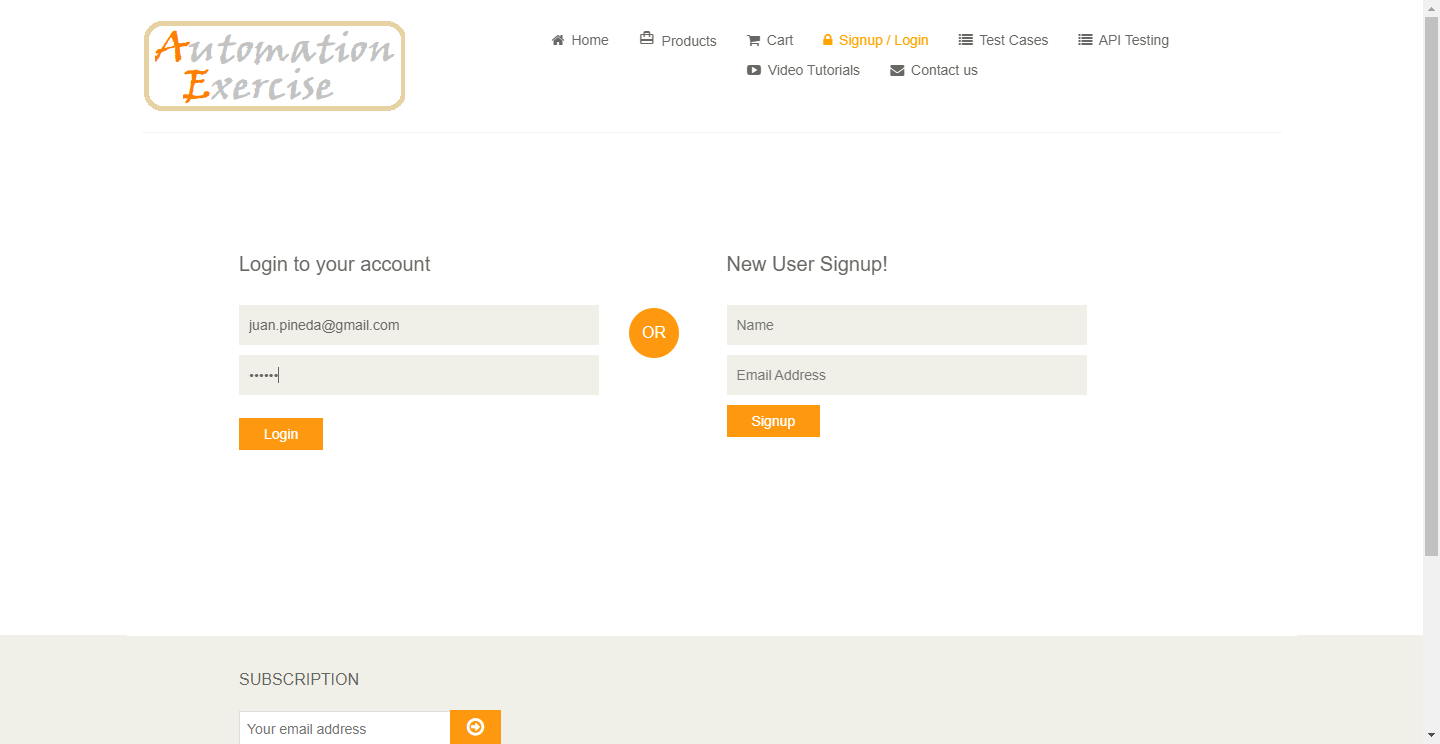 Automation
Exercise
Home
Products
Cart
Signup / Login
Test Cases
API Testing
Video Tutorials
Contact us
Login to your account
juan.pineda@gmail.com
••••••
Login
OR
New User Signup!
Name
Email Address
Signup
SUBSCRIPTION
Your email address